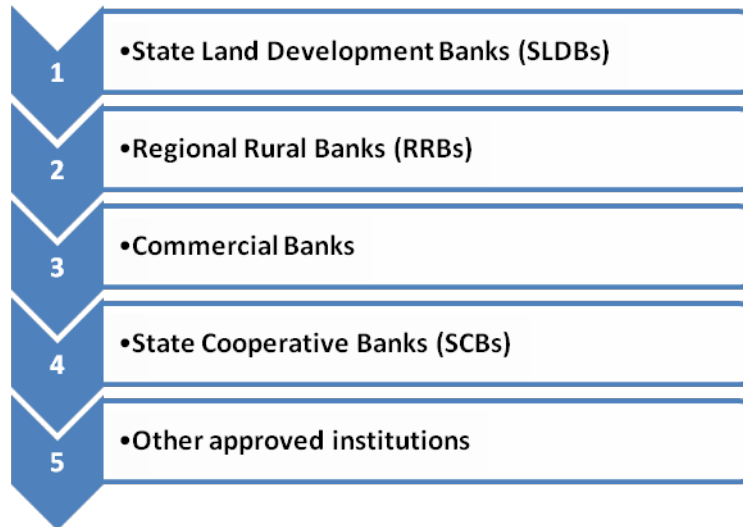 1
•State Land Development Banks (SLDBs)
2
•Regional Rural Banks (RRBs)
3
•Commercial Banks
4
•State Cooperative Banks (SCBs)
5
•Other approved institutions